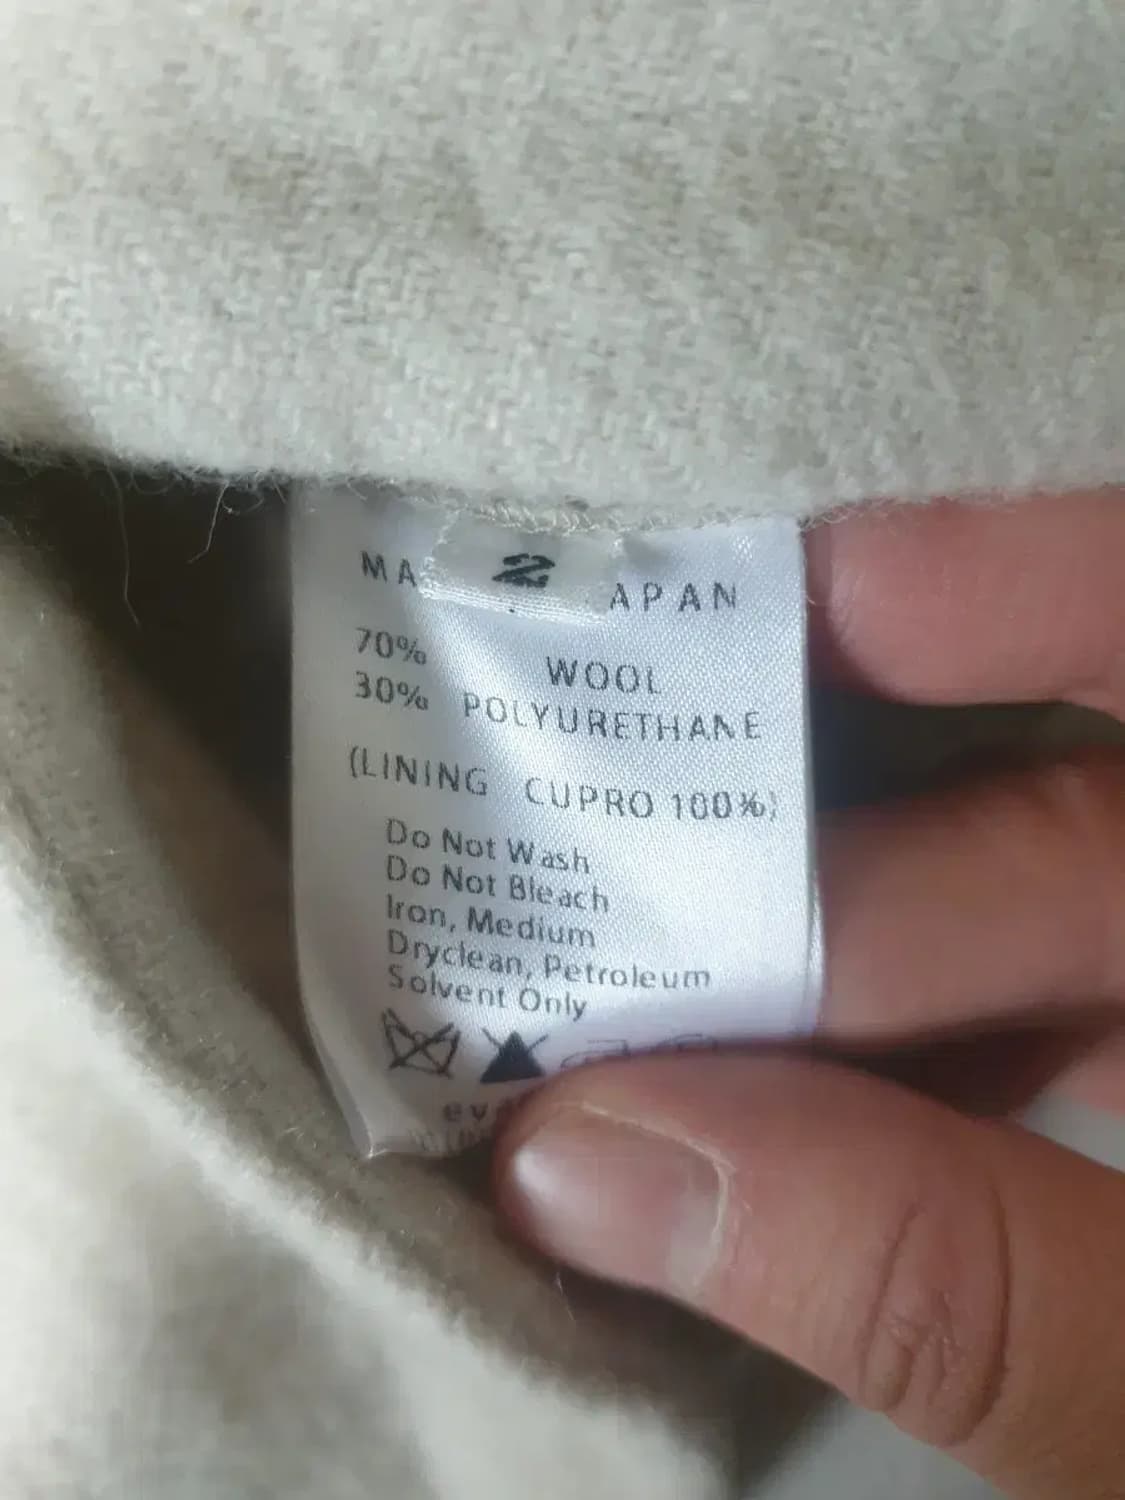 2
MA APAN
70% WOOL
30% POLYURETHANE
(LINING CUPRO 100%)
Do Not Wash
Do Not Bleach
Iron, Medium
Dryclean, Petroleum
Solvent Only